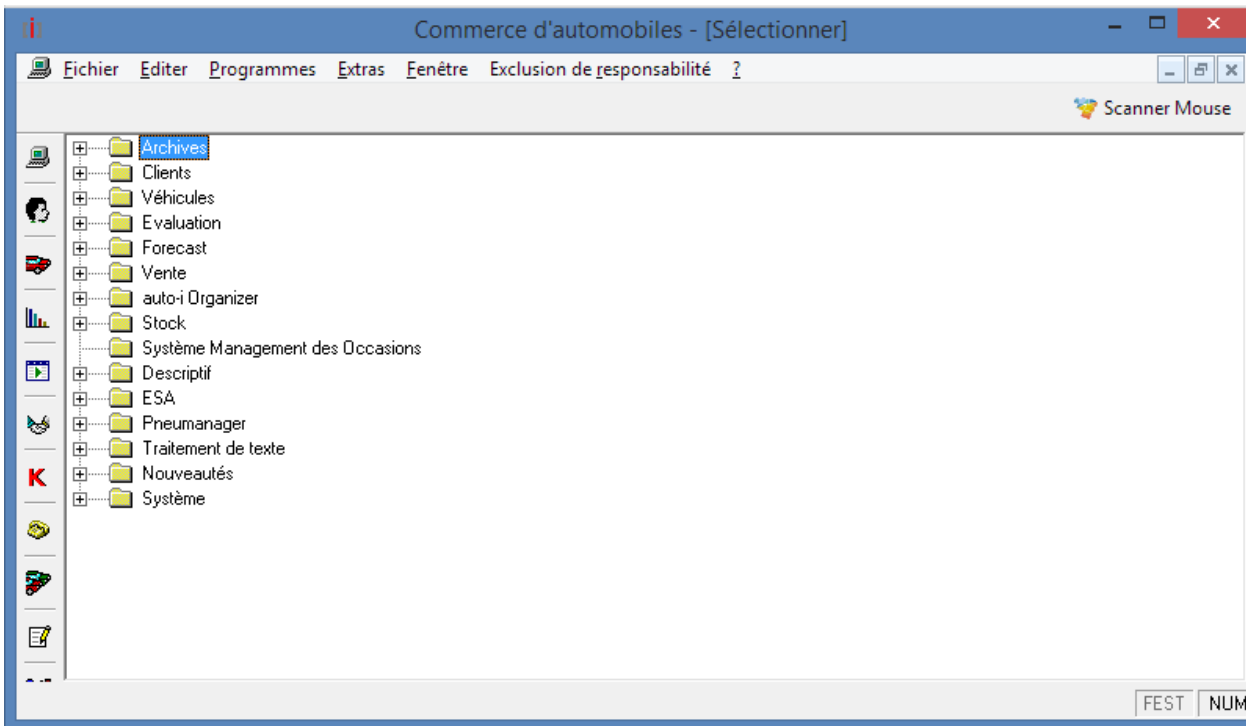 Commerce d'automobiles - [Sélectionner]
Fichier Editer Programmes Extras Fenêtre Exclusion de responsabilité ?
Scanner Mouse
Archives
Clients
Véhicules
Evaluation
Forecast
Vente
auto-i Organizer
Stock
Système Management des Occasions
Descriptif
ESA
Pneumanager
Traitement de texte
Nouveautés
Système
K
FEST NUM